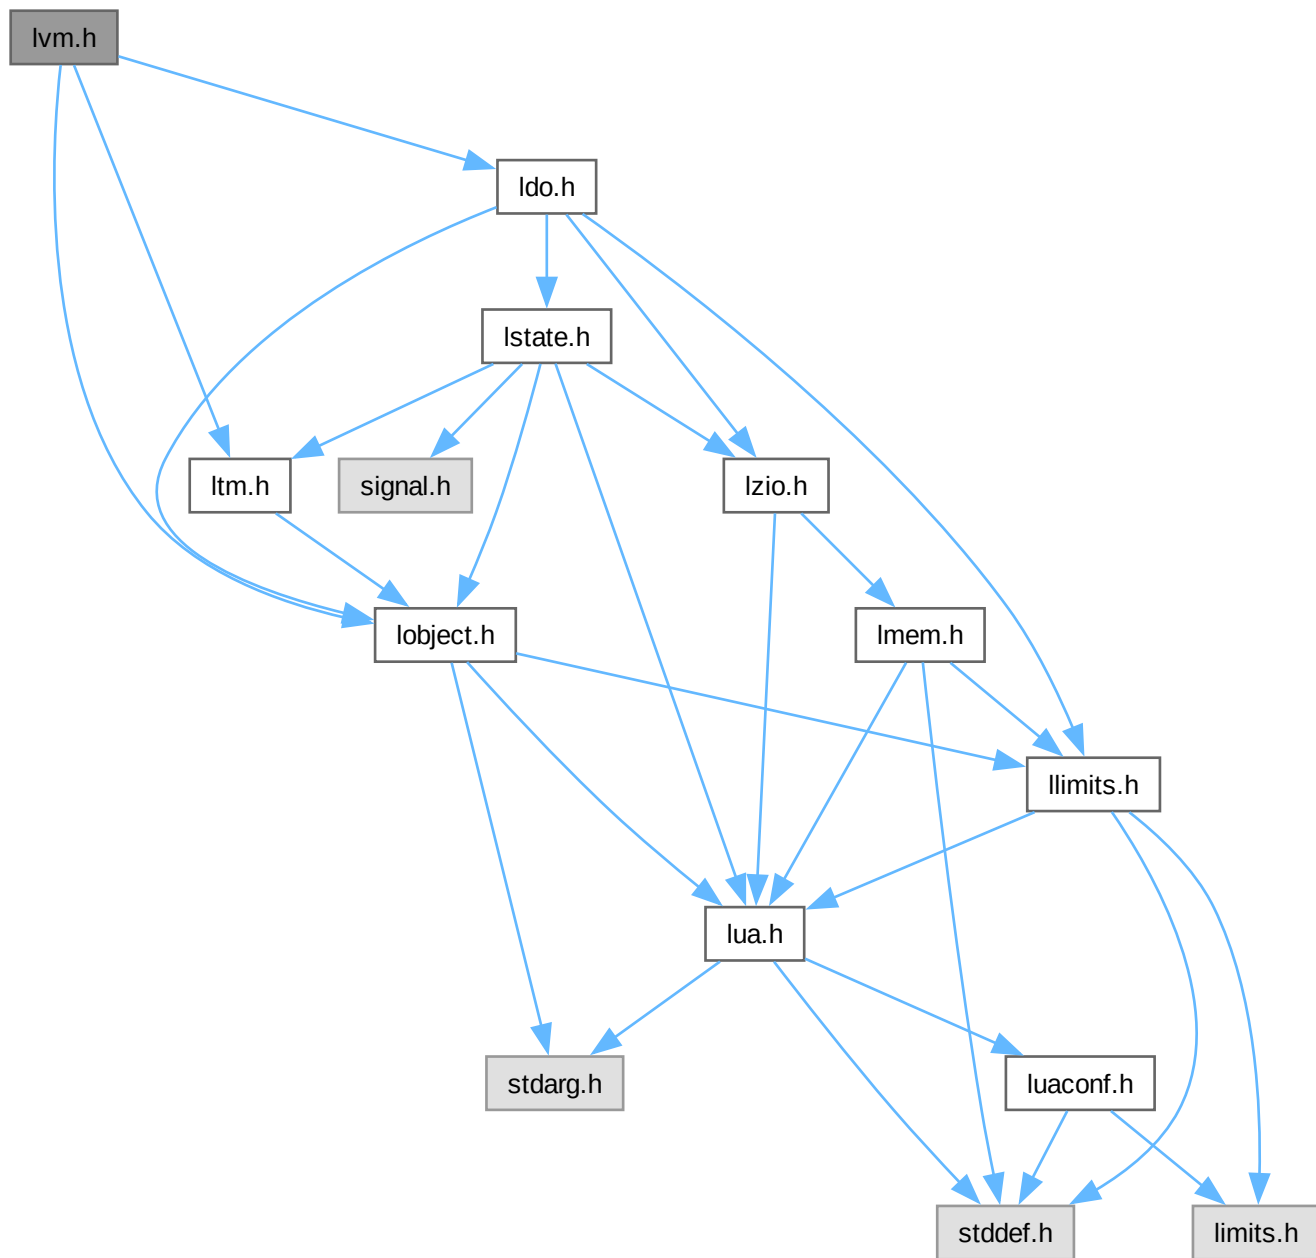 lvm.h
ldo.h
lstate.h
ltm.h
signal.h
lzio.h
lobject.h
lmem.h
llimits.h
lua.h
stdarg.h
luaconf.h
stddef.h
limits.h